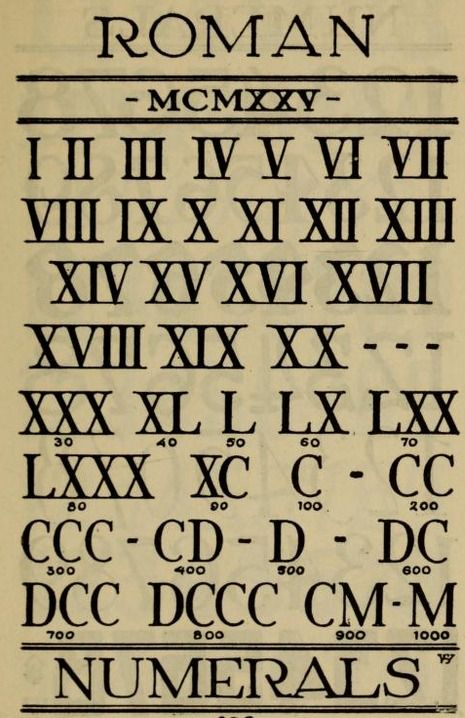 ROMAN
- MCMXXV -
I II III IV V VI VII
VIII IX X XI XII XIII
XIV XV XVI XVII
XVIII XIX XX - - -
XXX XL L LX LXX
30 40 50 60 70
LXXX XC C - CC
80 90 100 200
CCC - CD - D - DC
300 400 500 600
DCC DCCC CM - M
700 800 900 1000
NUMERALS